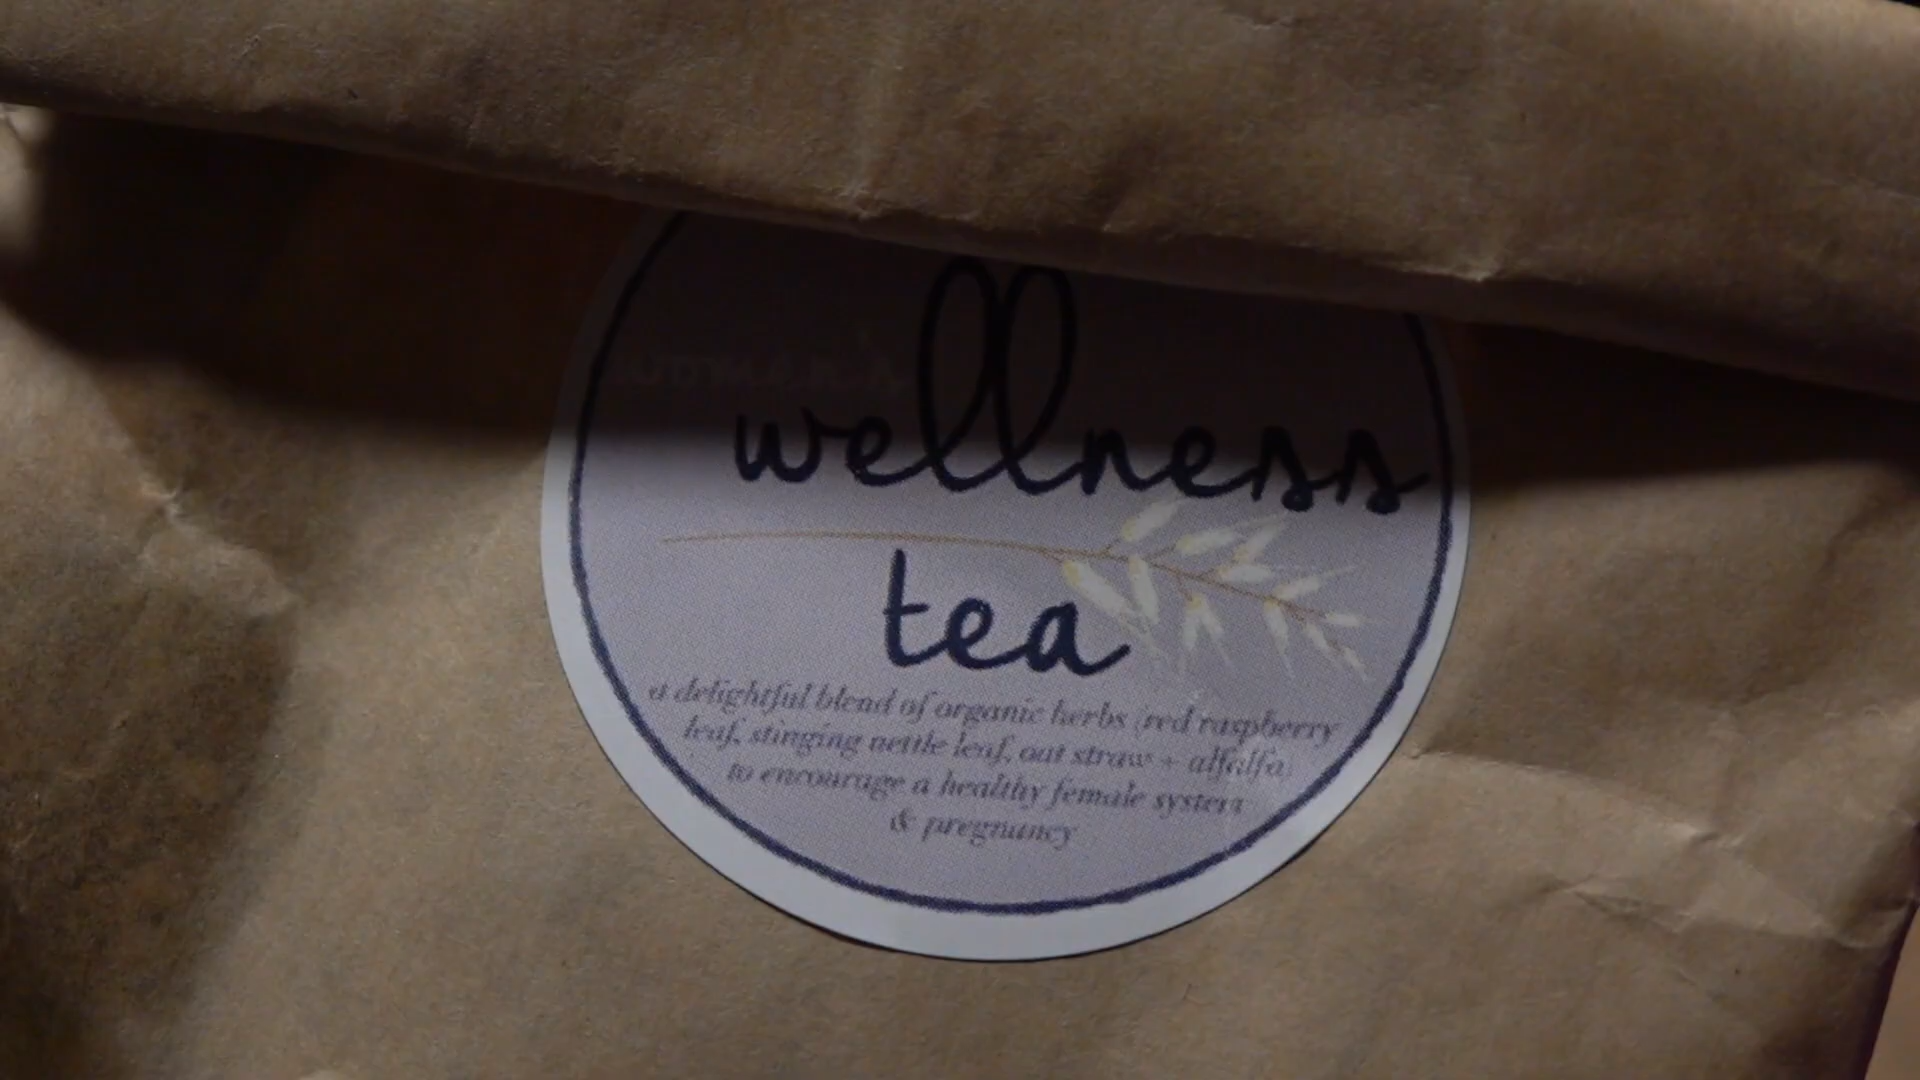 women's
wellness
tea
a delightful blend of organic herbs (red raspberry
leaf, stinging nettle leaf, oat straw + alfalfa)
to encourage a healthy female system
& pregnancy